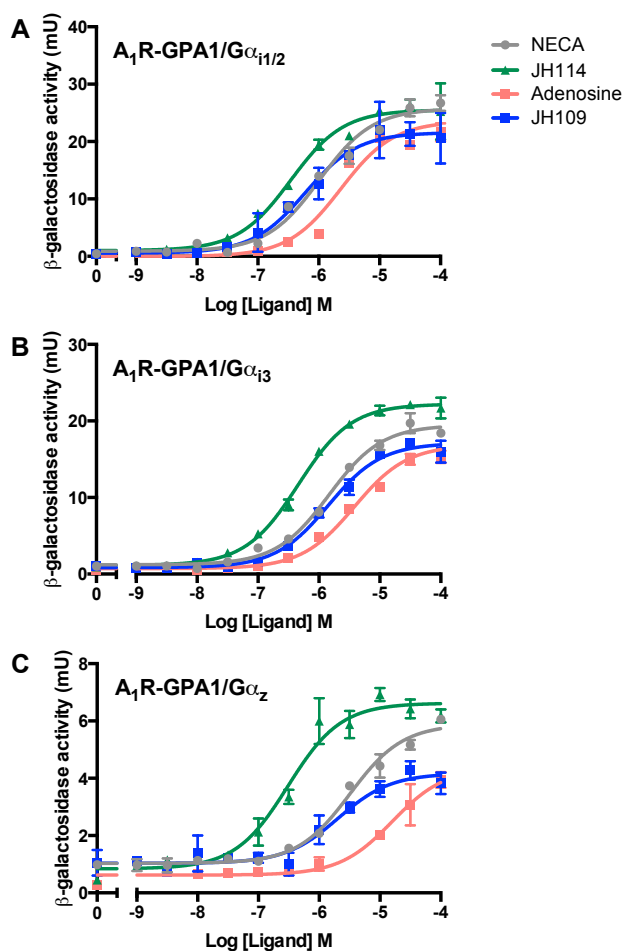 A
A₁R-GPA1/Gαi1/2
NECA
JH114
Adenosine
JH109
β-galactosidase activity (mU)
40
30
20
10
0
0 -9 -8 -7 -6 -5 -4
Log [Ligand] M
B
A₁R-GPA1/Gαi3
β-galactosidase activity (mU)
30
20
10
0
0 -9 -8 -7 -6 -5 -4
Log [Ligand] M
C
A₁R-GPA1/Gαz
β-galactosidase activity (mU)
8
6
4
2
0
0 -9 -8 -7 -6 -5 -4
Log [Ligand] M